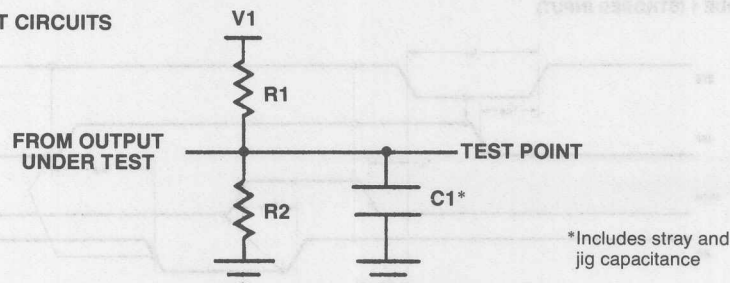 T CIRCUITS
V1
R1
FROM OUTPUT
UNDER TEST
TEST POINT
R2
C1*
*Includes stray and
jig capacitance